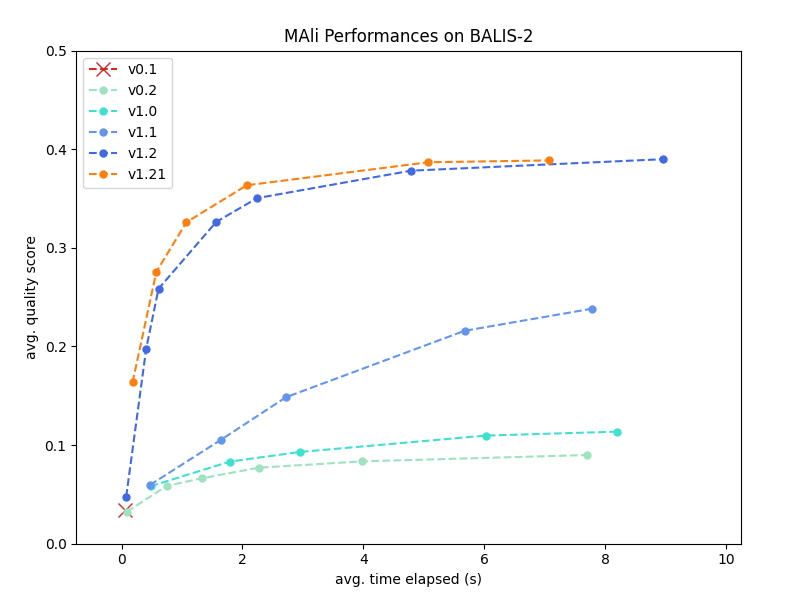 MAli Performances on BALIS-2
0.5
0.4
0.3
0.2
0.1
0.0
avg. quality score
v0.1
v0.2
v1.0
v1.1
v1.2
v1.21
0 2 4 6 8 10
avg. time elapsed (s)